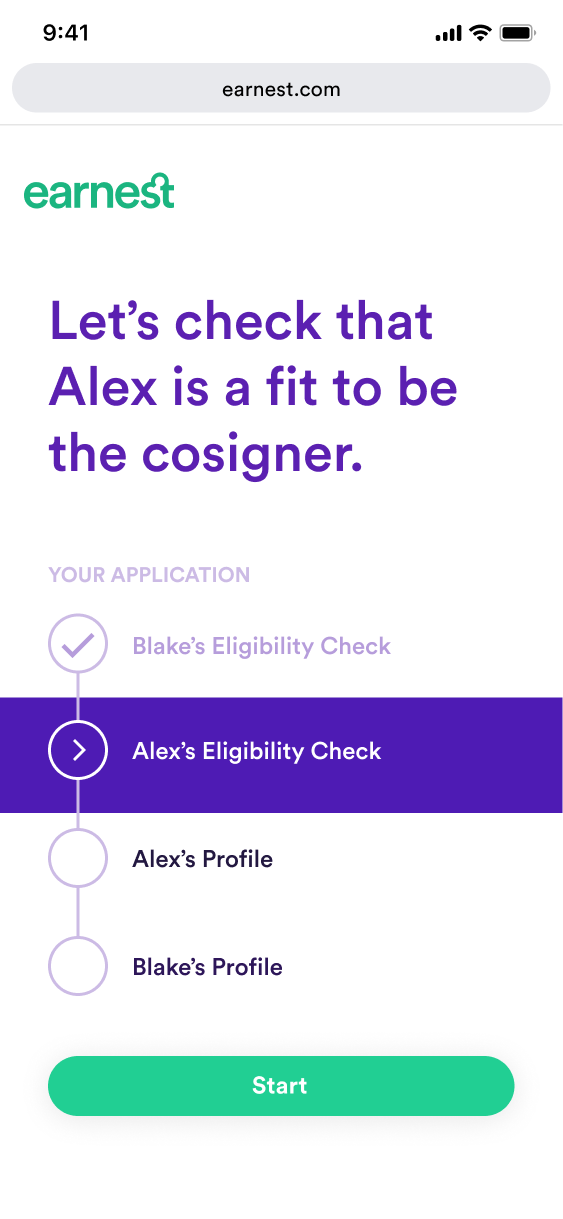 9:41
earnest.com
earnest
Let’s check that
Alex is a fit to be
the cosigner.
YOUR APPLICATION
Blake’s Eligibility Check
Alex’s Eligibility Check
Alex’s Profile
Blake’s Profile
Start